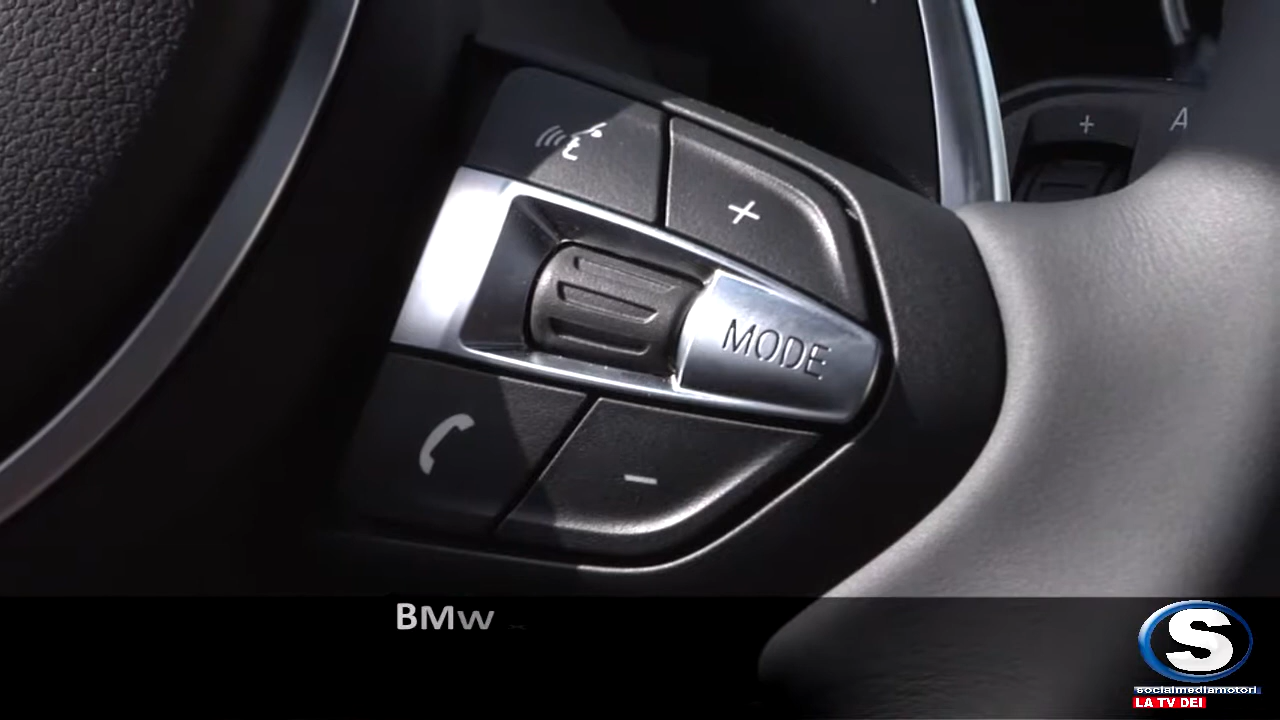 +
A
+
MODE
–
BMw
S
socialmediamotori
LA TV DEI